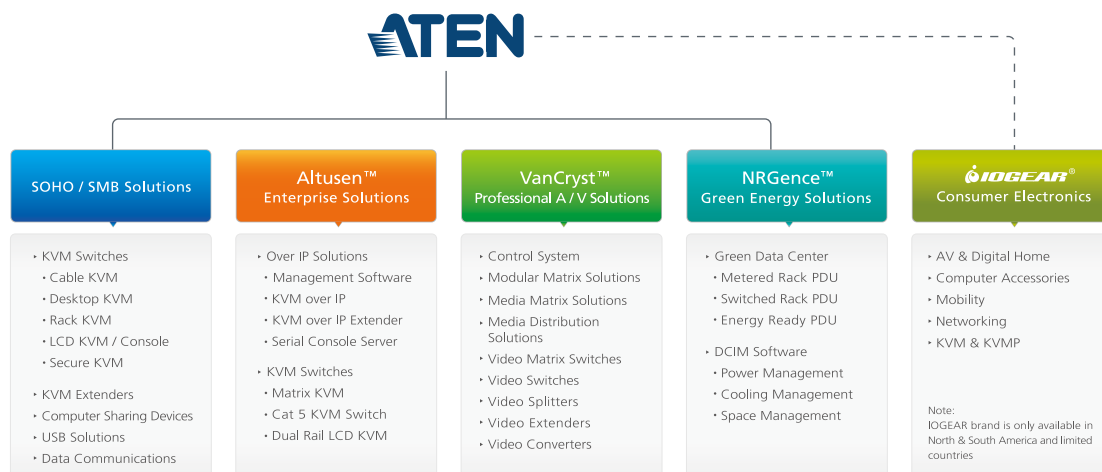 ATEN
SOHO / SMB Solutions
‣ KVM Switches
• Cable KVM
• Desktop KVM
• Rack KVM
• LCD KVM / Console
• Secure KVM
‣ KVM Extenders
‣ Computer Sharing Devices
‣ USB Solutions
‣ Data Communications
Altusen™
Enterprise Solutions
‣ Over IP Solutions
• Management Software
• KVM over IP
• KVM over IP Extender
• Serial Console Server
‣ KVM Switches
• Matrix KVM
• Cat 5 KVM Switch
• Dual Rail LCD KVM
VanCryst™
Professional A / V Solutions
‣ Control System
‣ Modular Matrix Solutions
‣ Media Matrix Solutions
‣ Media Distribution
Solutions
‣ Video Matrix Switches
‣ Video Switches
‣ Video Splitters
‣ Video Extenders
‣ Video Converters
NRGence™
Green Energy Solutions
‣ Green Data Center
• Metered Rack PDU
• Switched Rack PDU
• Energy Ready PDU
‣ DCIM Software
• Power Management
• Cooling Management
• Space Management
IOGEAR®
Consumer Electronics
‣ AV & Digital Home
‣ Computer Accessories
‣ Mobility
‣ Networking
‣ KVM & KVMP
Note:
IOGEAR brand is only available in
North & South America and limited
countries